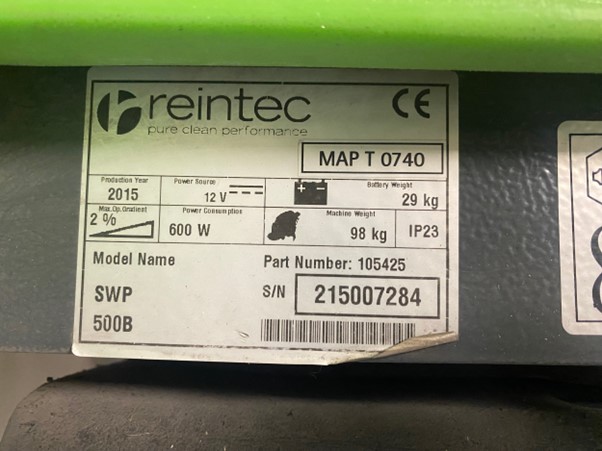 reintec
CE
pure clean performance
MAP T 0740
Production Year
2015
Power Source
12 V
Battery Weight
29 kg
Max.Op.Gradient
2 %
Power Consumption
600 W
Machine Weight
98 kg
IP23
Model Name
Part Number: 105425
SWP
S/N 215007284
500B